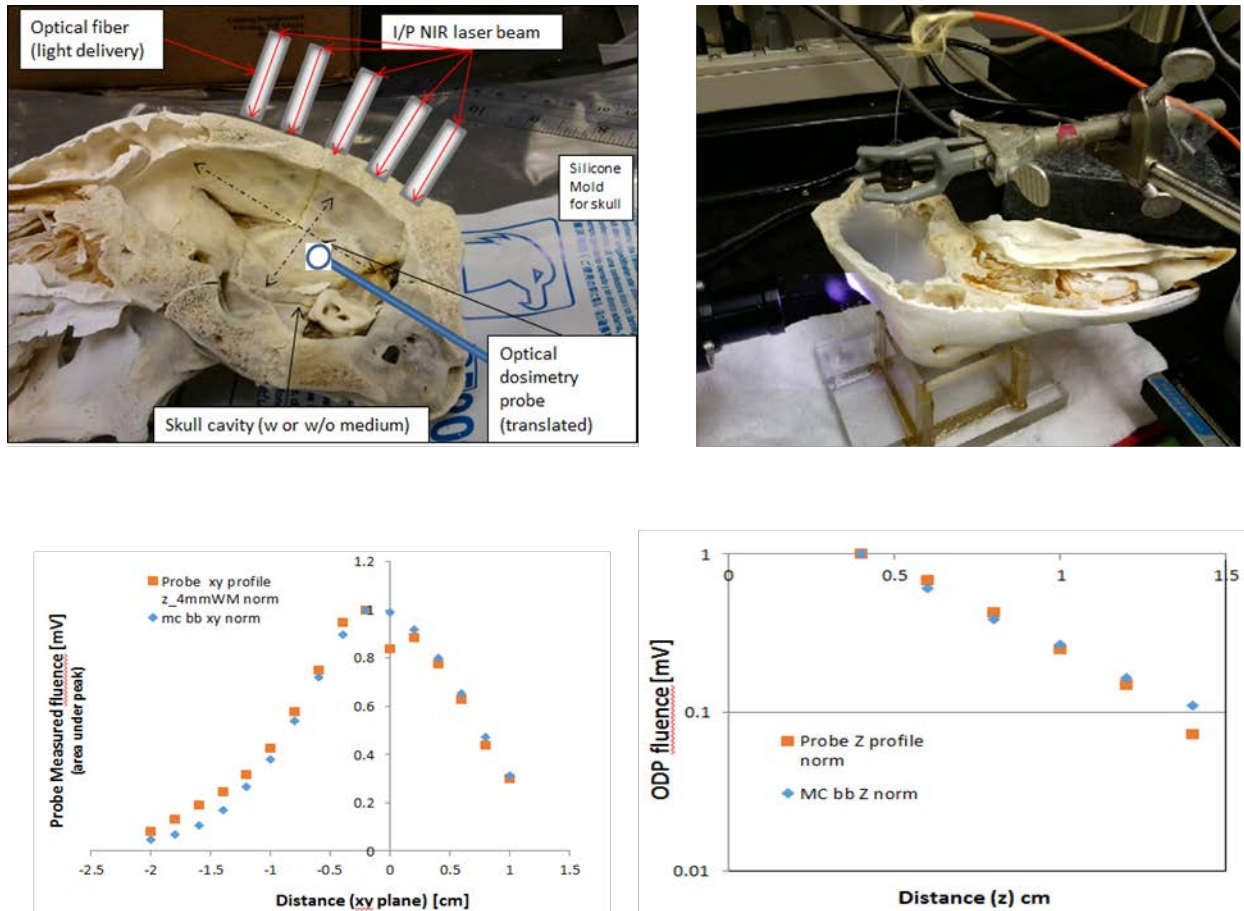 Optical fiber
(light delivery)
I/P NIR laser beam
Silicone
Mold
for skull
Optical
dosimetry
probe
(translated)
Skull cavity (w or w/o medium)
Probe Measured fluence [mV]
(area under peak)
Probe xy profile
z_4mmWM norm
mc bb xy norm
1.2
1
0.8
0.6
0.4
0.2
0
-2.5
-2
-1.5
-1
-0.5
0
0.5
1
1.5
Distance (xy plane) [cm]
ODP fluence [mV]
1
0.1
0.01
0
0.5
1
1.5
Probe Z profile
norm
MC bb Z norm
Distance (z) cm